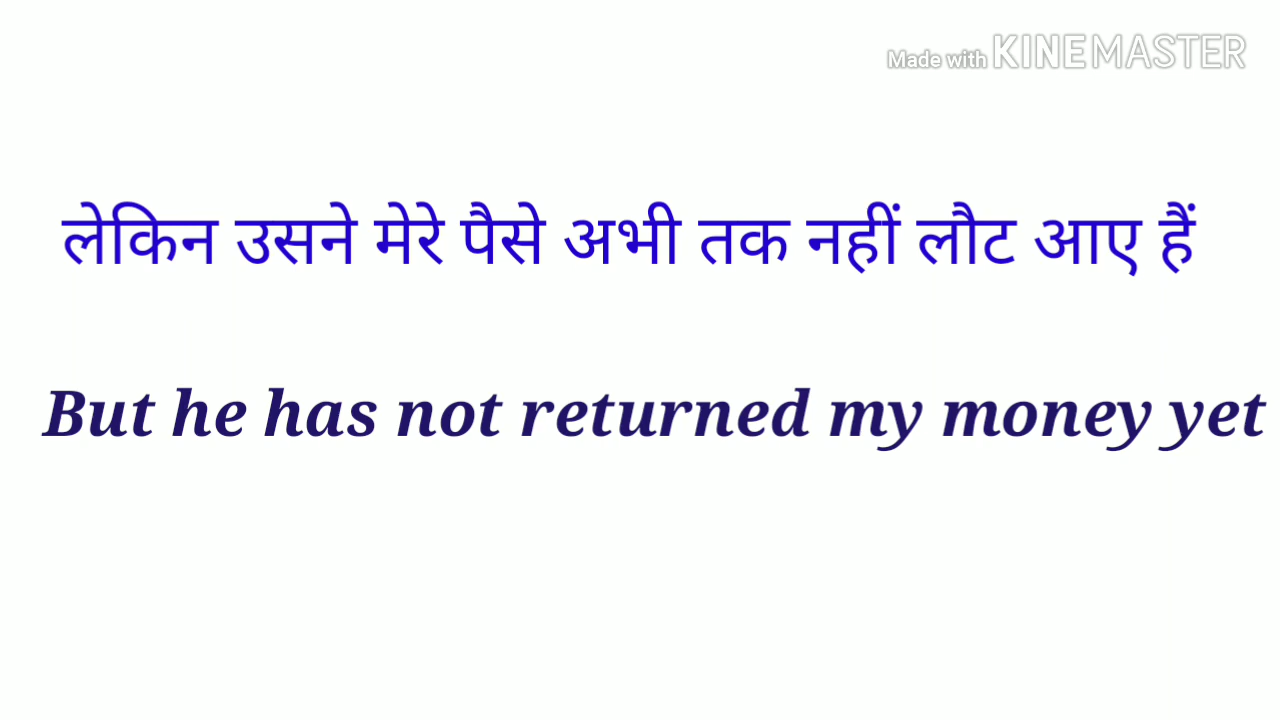 Made with KINEMASTER
लेकिन उसने मेरे पैसे अभी तक नहीं लौट आए हैं
But he has not returned my money yet